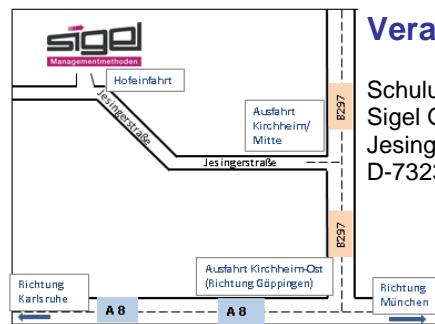 sigel
Managementmethoden
Hofeinfahrt
Jesingerstraße
Ausfahrt
Kirchheim/
Mitte
B297
Jesingerstraße
B297
Ausfahrt Kirchheim-Ost
(Richtung Göppingen)
Richtung
Karlsruhe
A 8
A 8
Richtung
München
Vera
Schulu
Sigel
Jesing
D-723